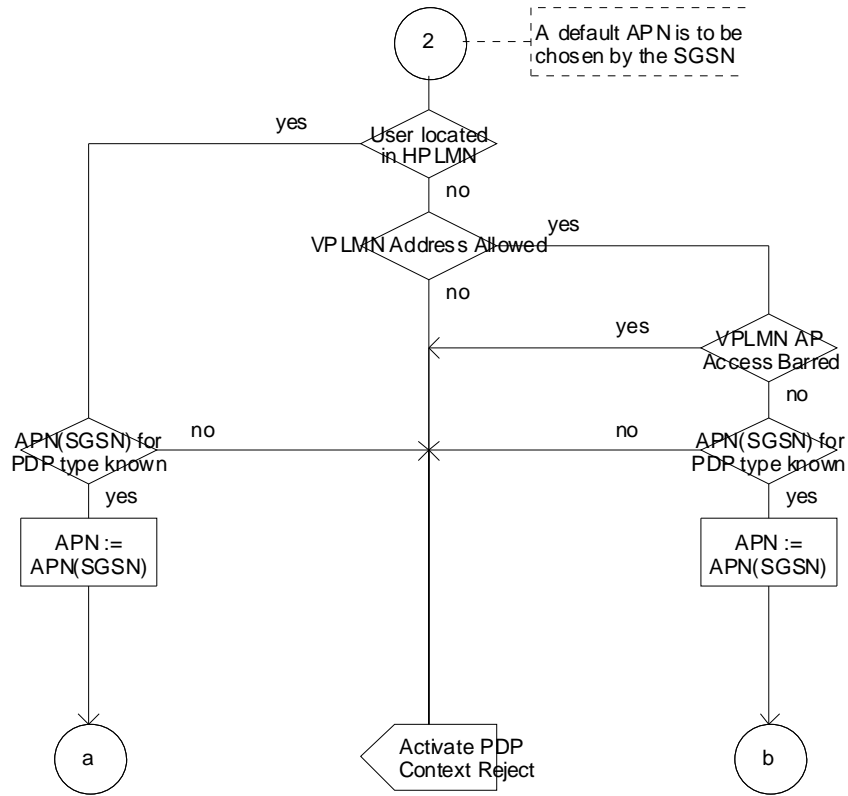 2
A default APN is to be
chosen by the SGSN
yes
User located
in HPLMN
no
VPLMN Address Allowed
yes
no
yes
VPLMN AP
Access Barred
no
APN(SGSN) for
PDP type known
no
no
APN(SGSN) for
PDP type known
yes
yes
APN :=
APN(SGSN)
APN :=
APN(SGSN)
a
Activate PDP
Context Reject
b